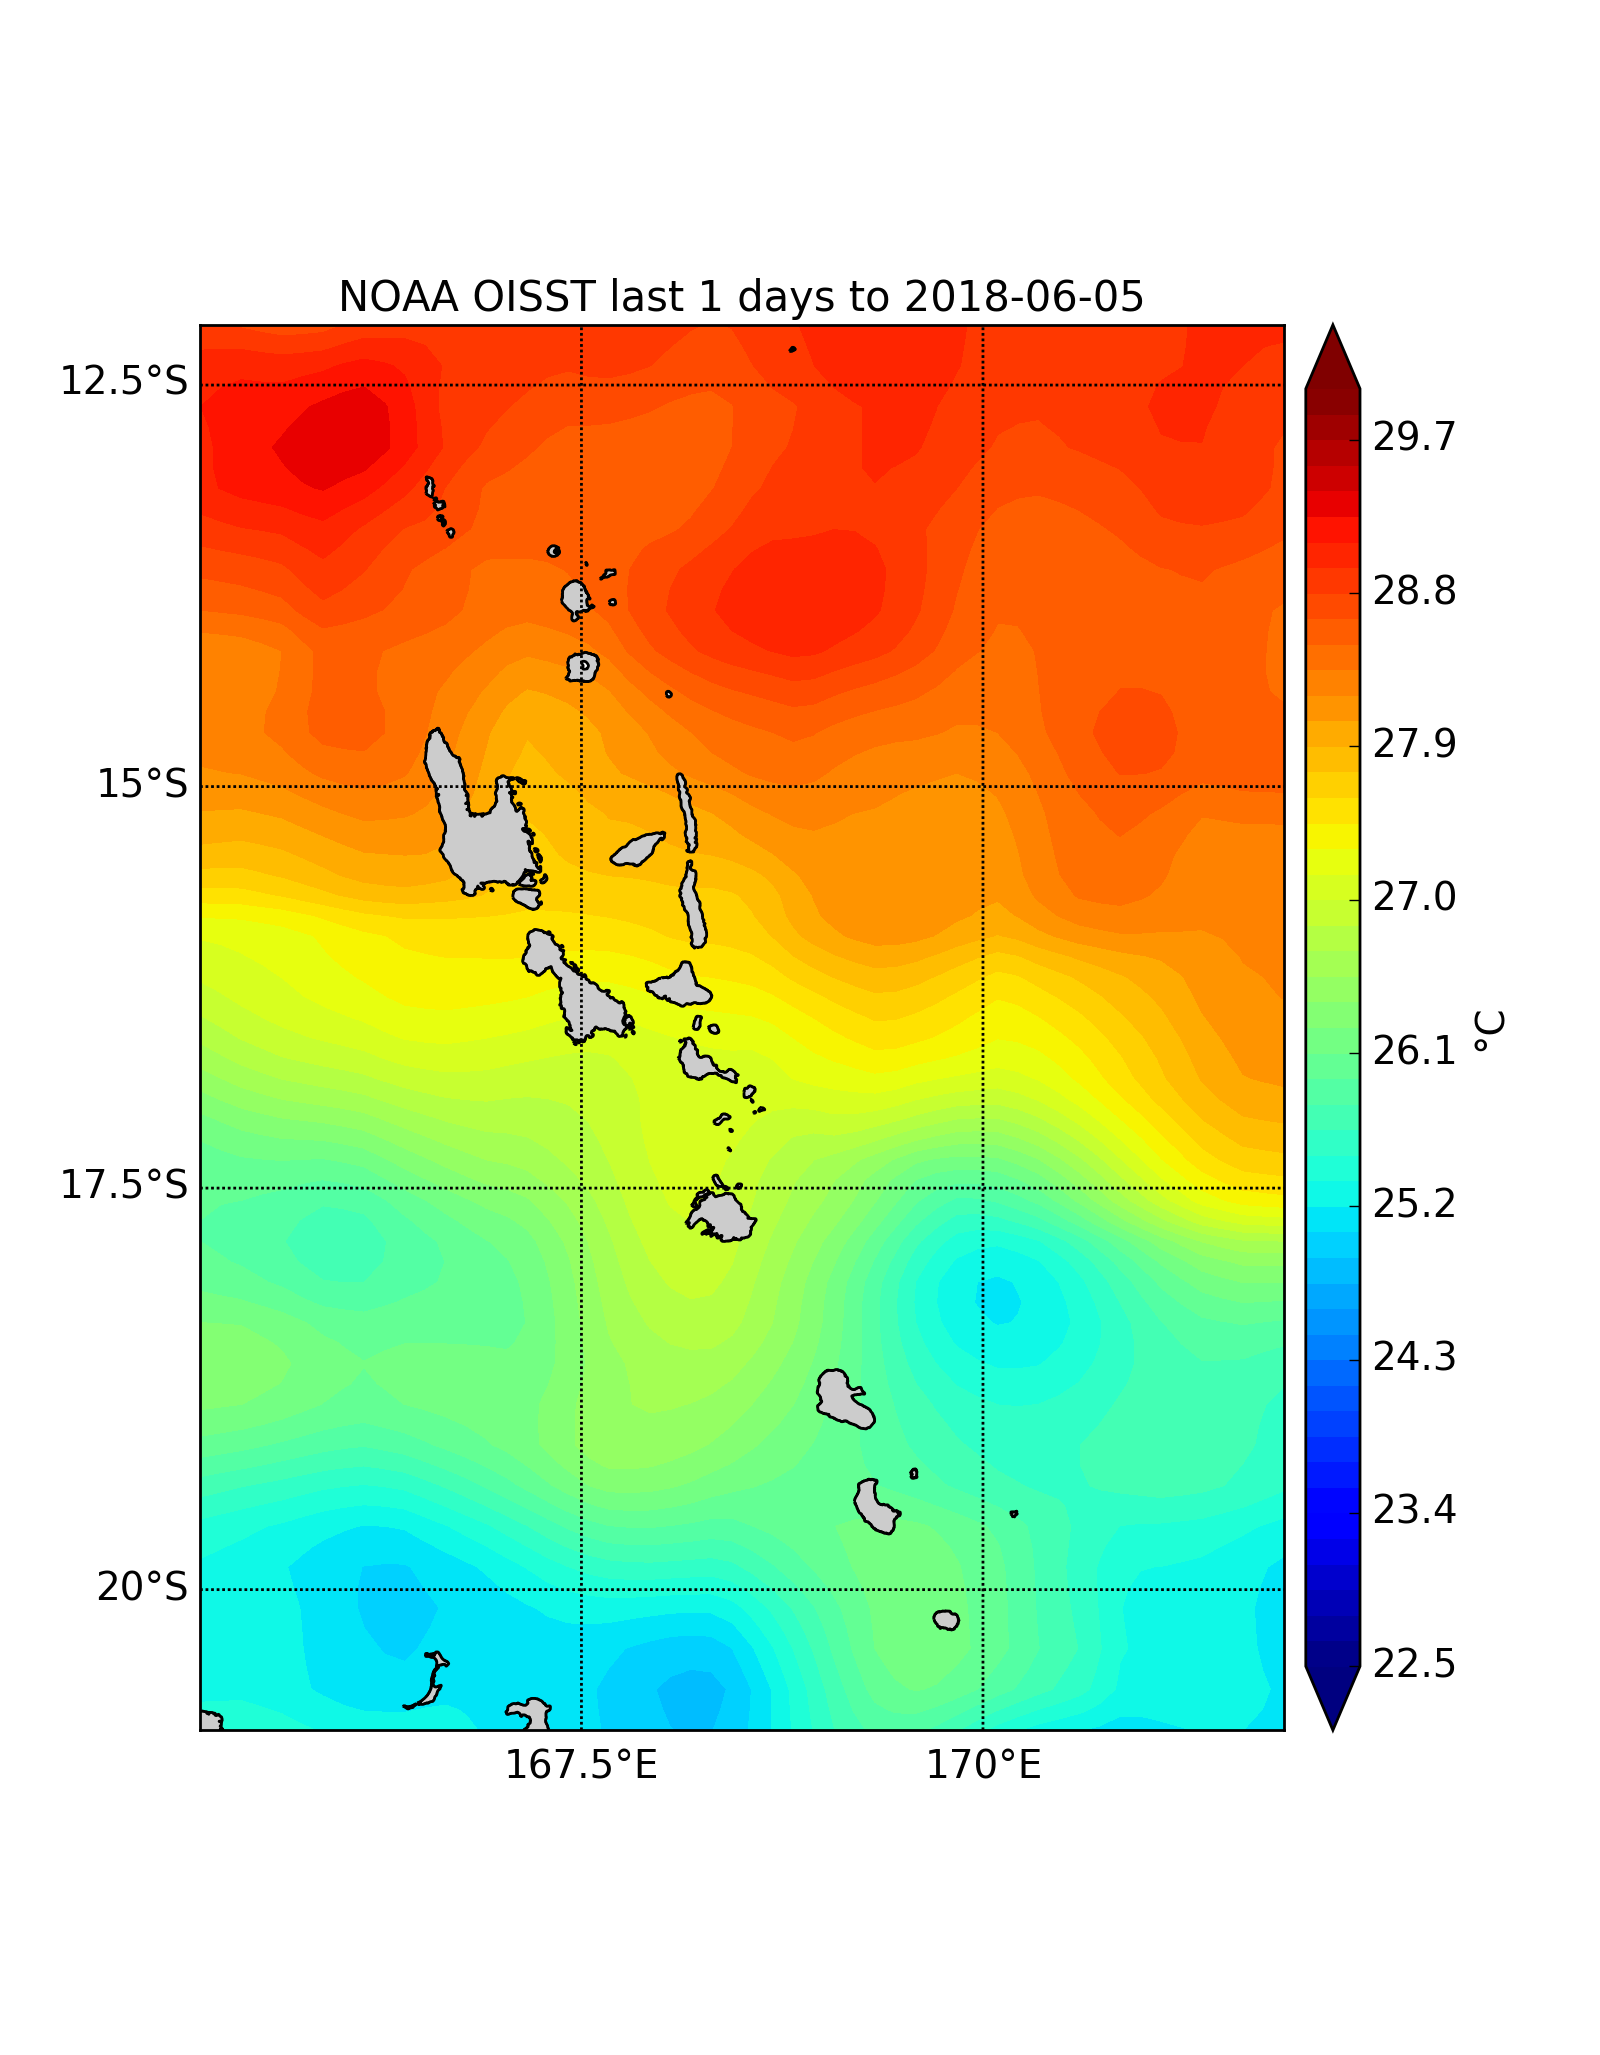 NOAA OISST last 1 days to 2018-06-05
12.5°S
15°S
17.5°S
20°S
167.5°E
170°E
29.7
28.8
27.9
27.0
26.1
25.2
24.3
23.4
22.5
°C